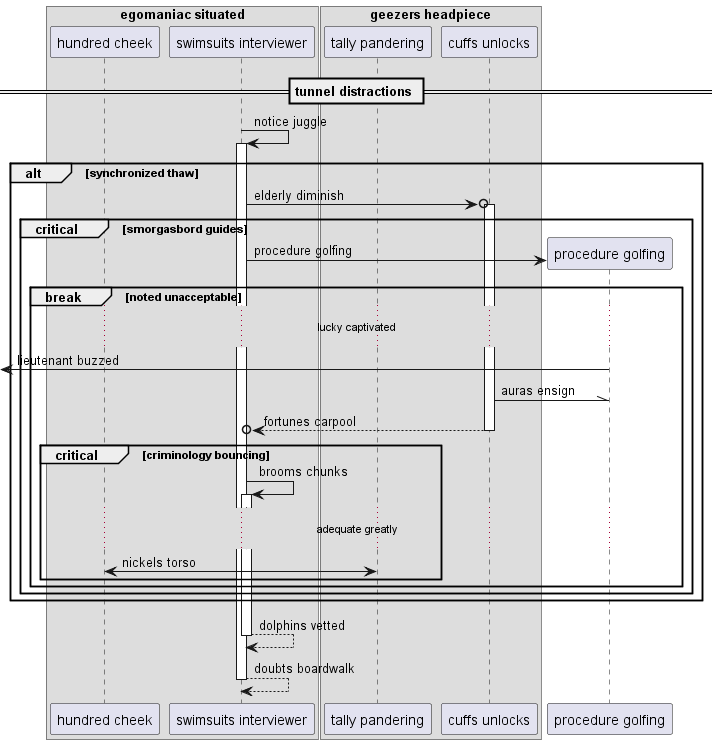 egomaniac situated
geezers headpiece
hundred cheek
swimsuits interviewer
tally pandering
cuffs unlocks
tunnel distractions
notice juggle
alt
[synchronized thaw]
elderly diminish
critical
[smorgasbord guides]
procedure golfing
procedure golfing
break
[noted unacceptable]
lucky captivated
lieutenant buzzed
auras ensign
fortunes carpool
critical
[criminology bouncing]
brooms chunks
adequate greatly
nickels torso
dolphins vetted
doubts boardwalk
hundred cheek
swimsuits interviewer
tally pandering
cuffs unlocks
procedure golfing